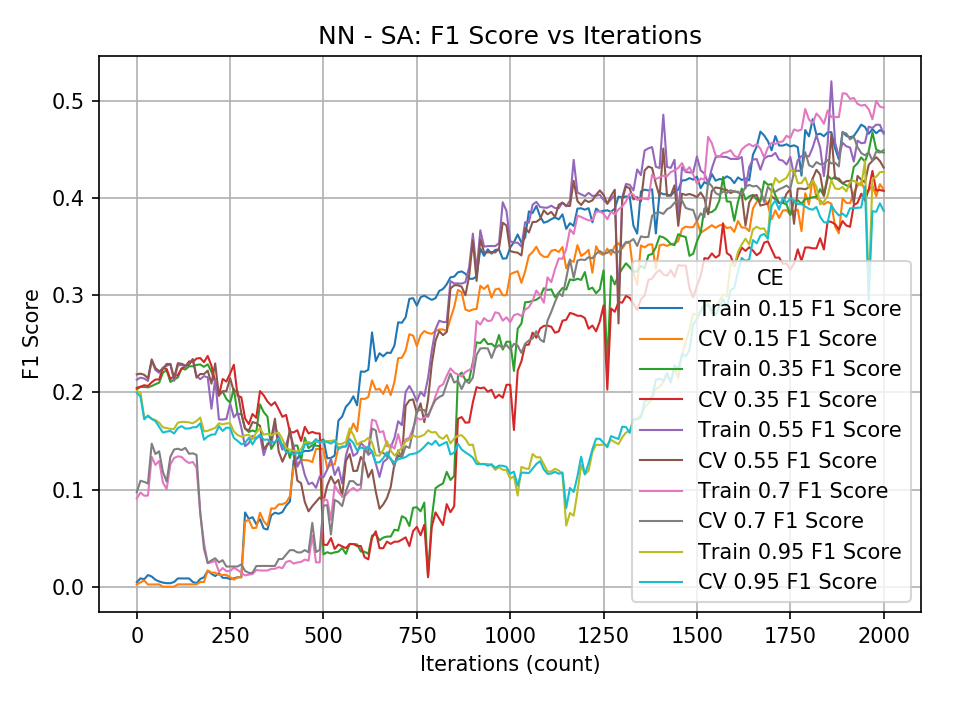 NN - SA: F1 Score vs Iterations
F1 Score
0.5
0.4
0.3
0.2
0.1
0.0
CE
Train 0.15 F1 Score
CV 0.15 F1 Score
Train 0.35 F1 Score
CV 0.35 F1 Score
Train 0.55 F1 Score
CV 0.55 F1 Score
Train 0.7 F1 Score
CV 0.7 F1 Score
Train 0.95 F1 Score
CV 0.95 F1 Score
0 250 500 750 1000 1250 1500 1750 2000
Iterations (count)